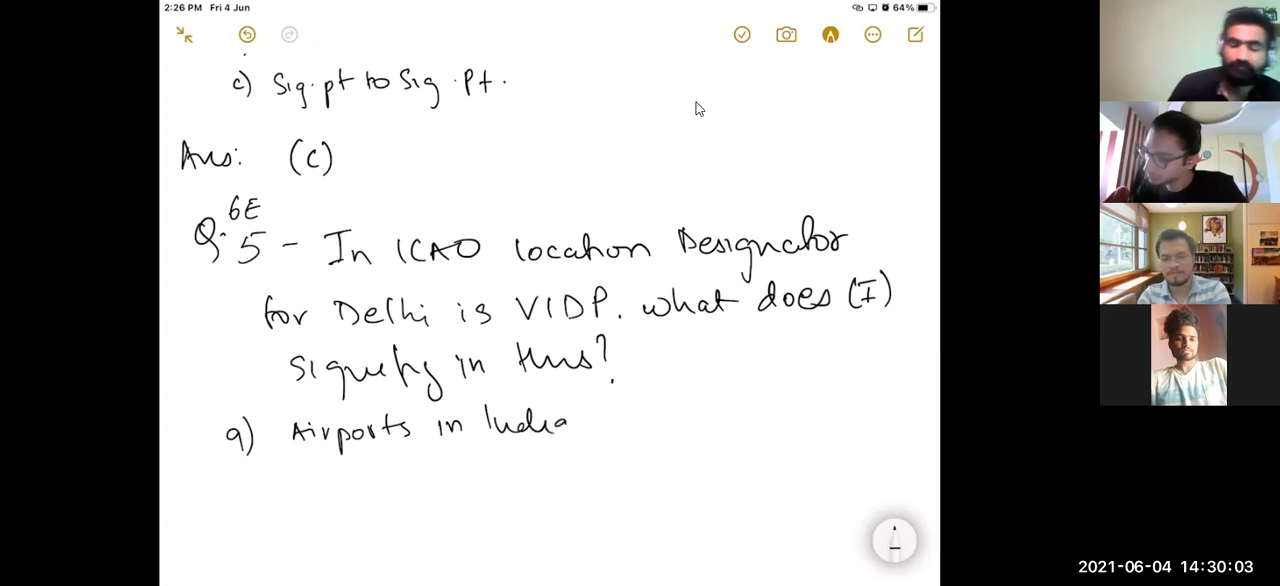 2:26 PM Fri 4 Jun
64%
c) Sig.pt to Sig.Pt.
Ans: (c)
6E
Q.5 - In ICAO location Designator
for Delhi is VIDP. what does (I)
signify in this?
a) Airports in India
2021-06-04 14:30:03